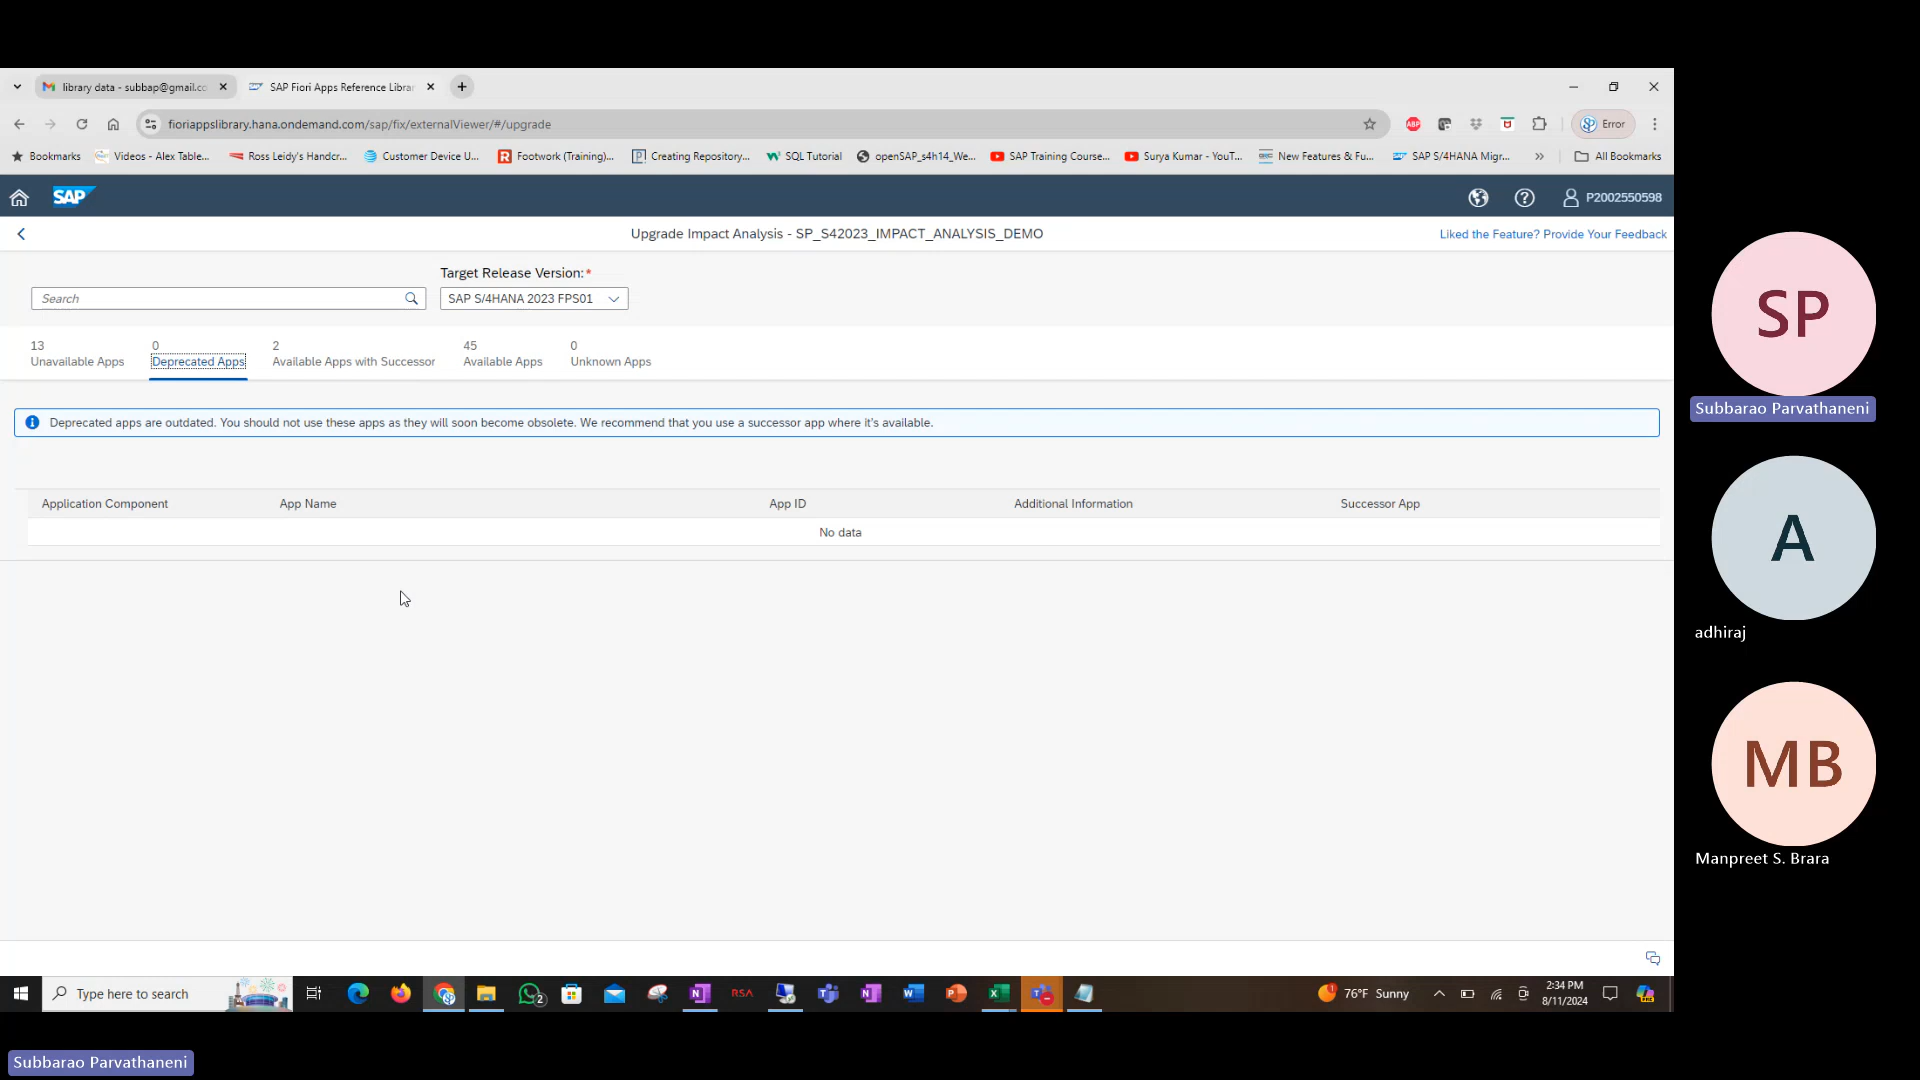 library data - subbap@gmail.co
SAP Fiori Apps Reference Librar
fioriappslibrary.hana.ondemand.com/sap/fix/externalViewer/#/upgrade
ABP
Error
Bookmarks
Videos - Alex Table...
Ross Leidy's Handcr...
Customer Device U...
Footwork (Training)...
Creating Repository...
SQL Tutorial
openSAP_s4h14_We...
SAP Training Course...
Surya Kumar - YouT...
New Features & Fu...
SAP S/4HANA Migr...
All Bookmarks
SAP
P2002550598
Upgrade Impact Analysis - SP_S42023_IMPACT_ANALYSIS_DEMO
Liked the Feature? Provide Your Feedback
Target Release Version:*
Search
SAP S/4HANA 2023 FPS01
13
Unavailable Apps
0
Deprecated Apps
2
Available Apps with Successor
45
Available Apps
0
Unknown Apps
Deprecated apps are outdated. You should not use these apps as they will soon become obsolete. We recommend that you use a successor app where it's available.
Application Component
App Name
App ID
Additional Information
Successor App
No data
Type here to search
RSA
76°F Sunny
2:34 PM
8/11/2024
SP
Subbarao Parvathaneni
A
adhiraj
MB
Manpreet S. Brara
Subbarao Parvathaneni